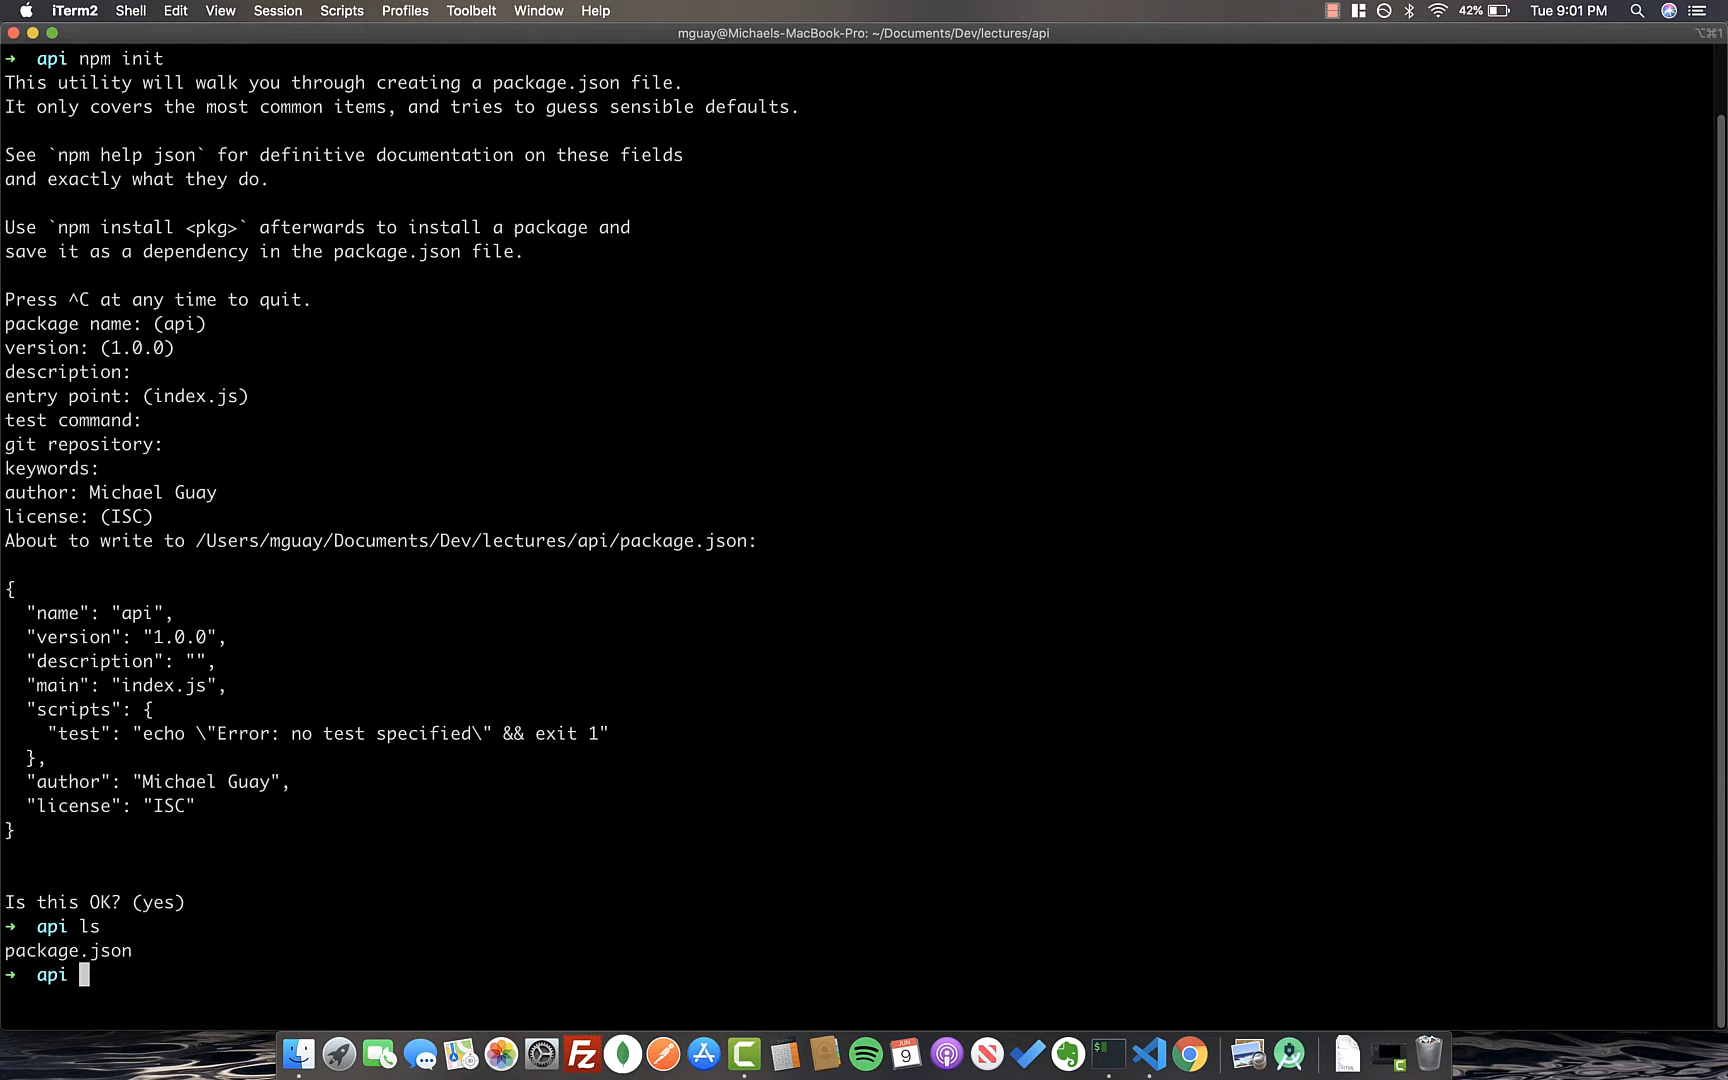 iTerm2 Shell Edit View Session Scripts Profiles Toolbelt Window Help 42% Tue 9:01 PM
mguay@Michaels-MacBook-Pro: ~/Documents/Dev/lectures/api ⌥⌘1
➜ api npm init
This utility will walk you through creating a package.json file.
It only covers the most common items, and tries to guess sensible defaults.
See `npm help json` for definitive documentation on these fields
and exactly what they do.
Use `npm install <pkg>` afterwards to install a package and
save it as a dependency in the package.json file.
Press ^C at any time to quit.
package name: (api)
version: (1.0.0)
description:
entry point: (index.js)
test command:
git repository:
keywords:
author: Michael Guay
license: (ISC)
About to write to /Users/mguay/Documents/Dev/lectures/api/package.json:
{
  "name": "api",
  "version": "1.0.0",
  "description": "",
  "main": "index.js",
  "scripts": {
    "test": "echo \"Error: no test specified\" && exit 1"
  },
  "author": "Michael Guay",
  "license": "ISC"
}
Is this OK? (yes)
➜ api ls
package.json
➜ api
JUN
9